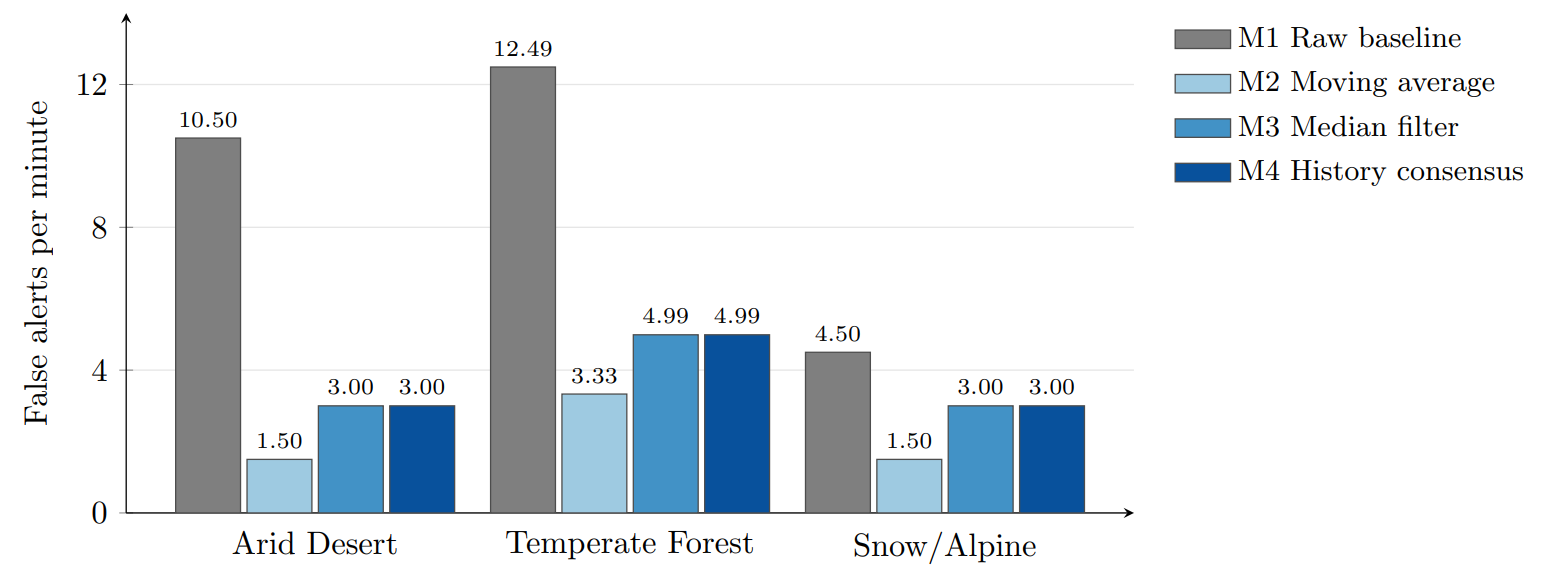 False alerts per minute
12
8
4
0
10.50
1.50
3.00
3.00
12.49
3.33
4.99
4.99
4.50
1.50
3.00
3.00
Arid Desert
Temperate Forest
Snow/Alpine
M1 Raw baseline
M2 Moving average
M3 Median filter
M4 History consensus